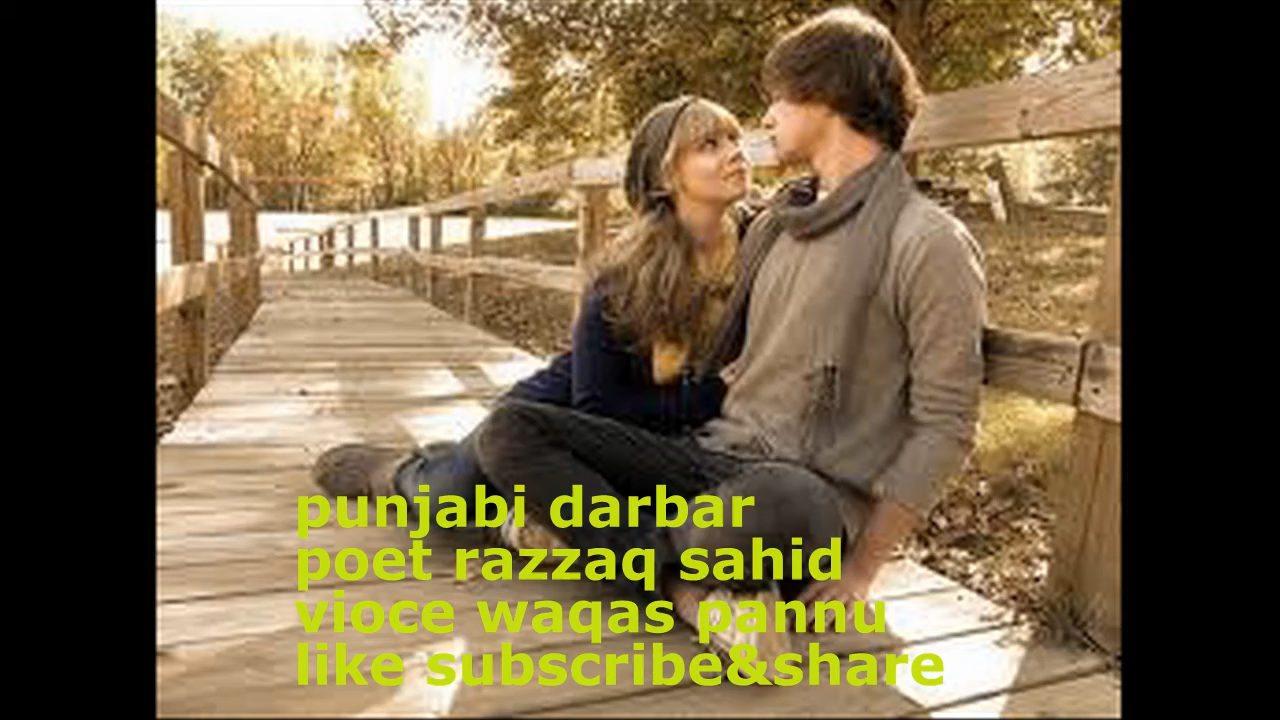 punjabi darbar
poet razzaq sahid
vioce waqas pannu
like subscribe&share